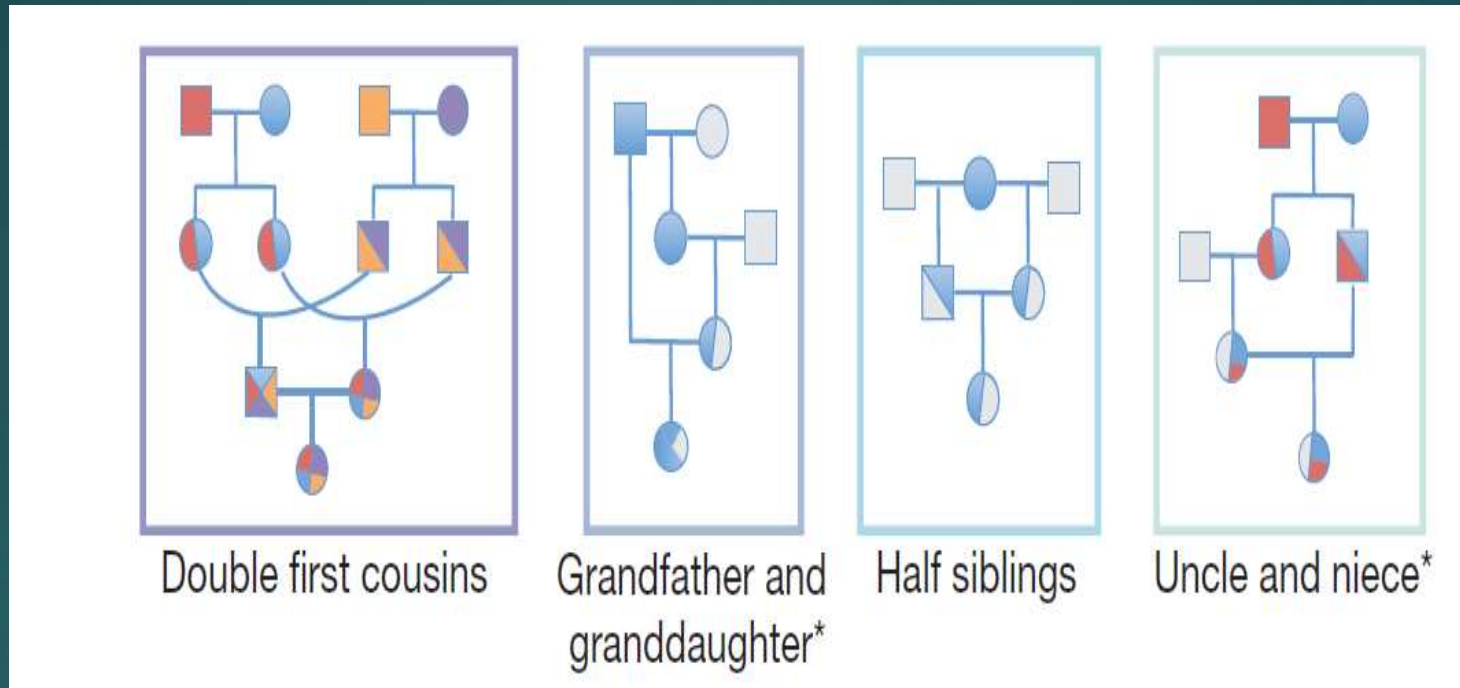 Double first cousins
Grandfather and
granddaughter*
Half siblings
Uncle and niece*